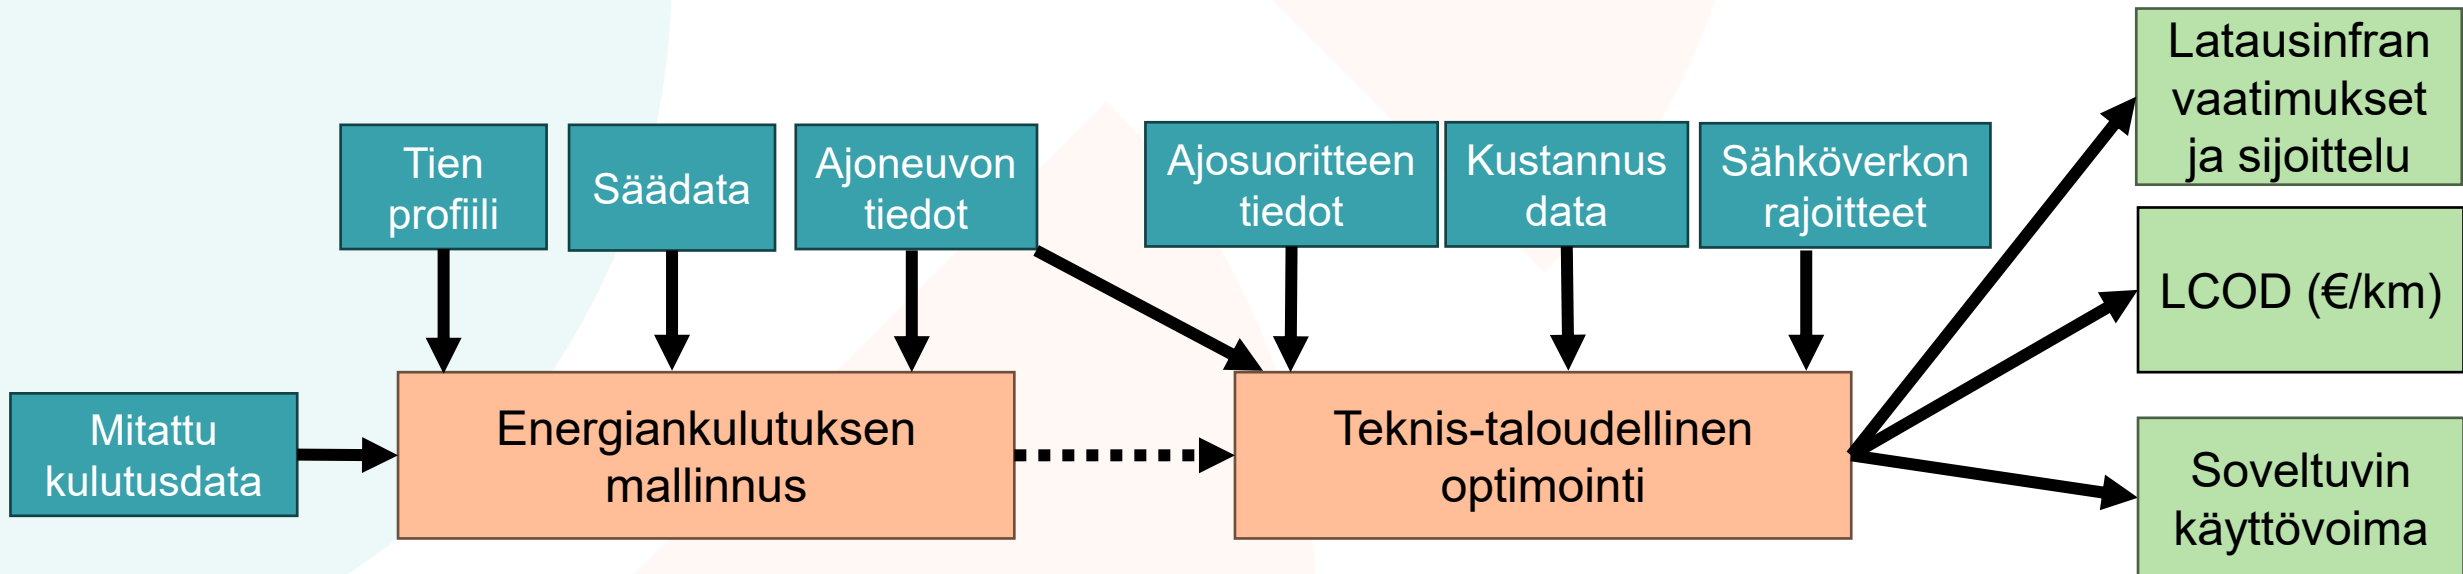 Tien
profiili
Säädata
Ajoneuvon
tiedot
Ajosuoritteen
tiedot
Kustannus
data
Sähköverkon
rajoitteet
Latausinfran
vaatimukset
ja sijoittelu
LCOD (€/km)
Mitattu
kulutusdata
Energiankulutuksen
mallinnus
Teknis-taloudellinen
optimointi
Soveltuvin
käyttövoima